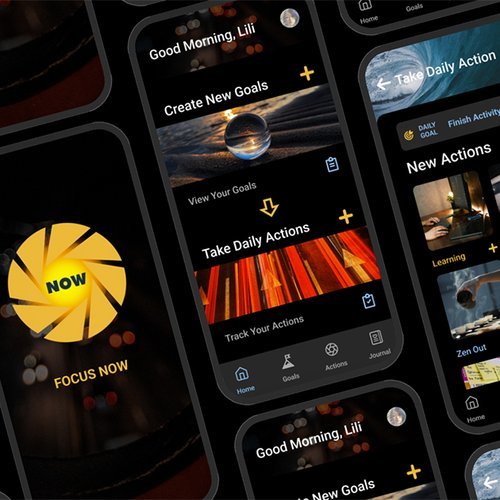 Home
Goals
Good Morning, Lili
Create New Goals
View Your Goals
Take Daily Actions
Track Your Actions
Home
Goals
Actions
Journal
NOW
FOCUS NOW
Take Daily Action
DAILY
GOAL
Finish Activity
New Actions
Learning
Zen Out
Home
Good Morning, Lili
New Goals